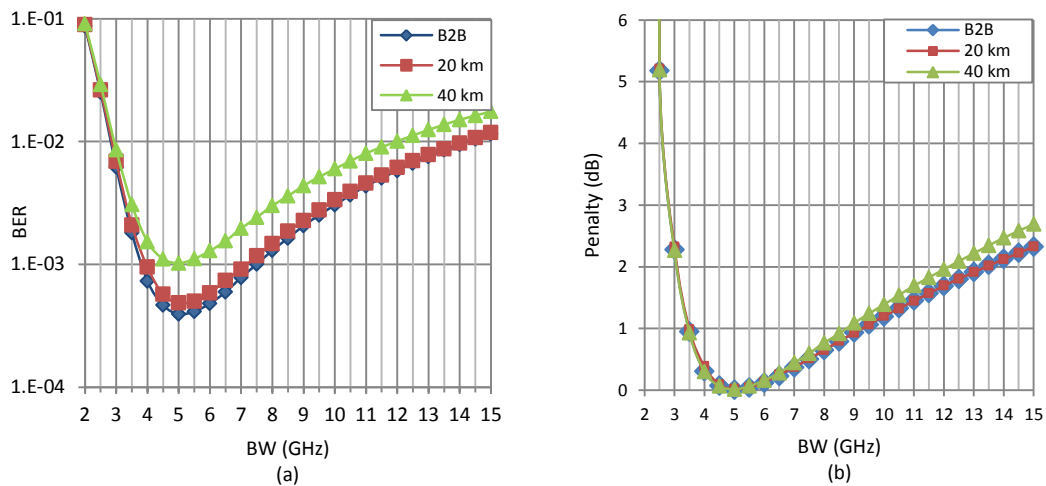 1.E-01
1.E-02
1.E-03
1.E-04
BER
2 3 4 5 6 7 8 9 10 11 12 13 14 15
BW (GHz)
(a)
B2B
20 km
40 km
6
5
4
3
2
1
0
Penalty (dB)
2 3 4 5 6 7 8 9 10 11 12 13 14 15
BW (GHz)
(b)
B2B
20 km
40 km